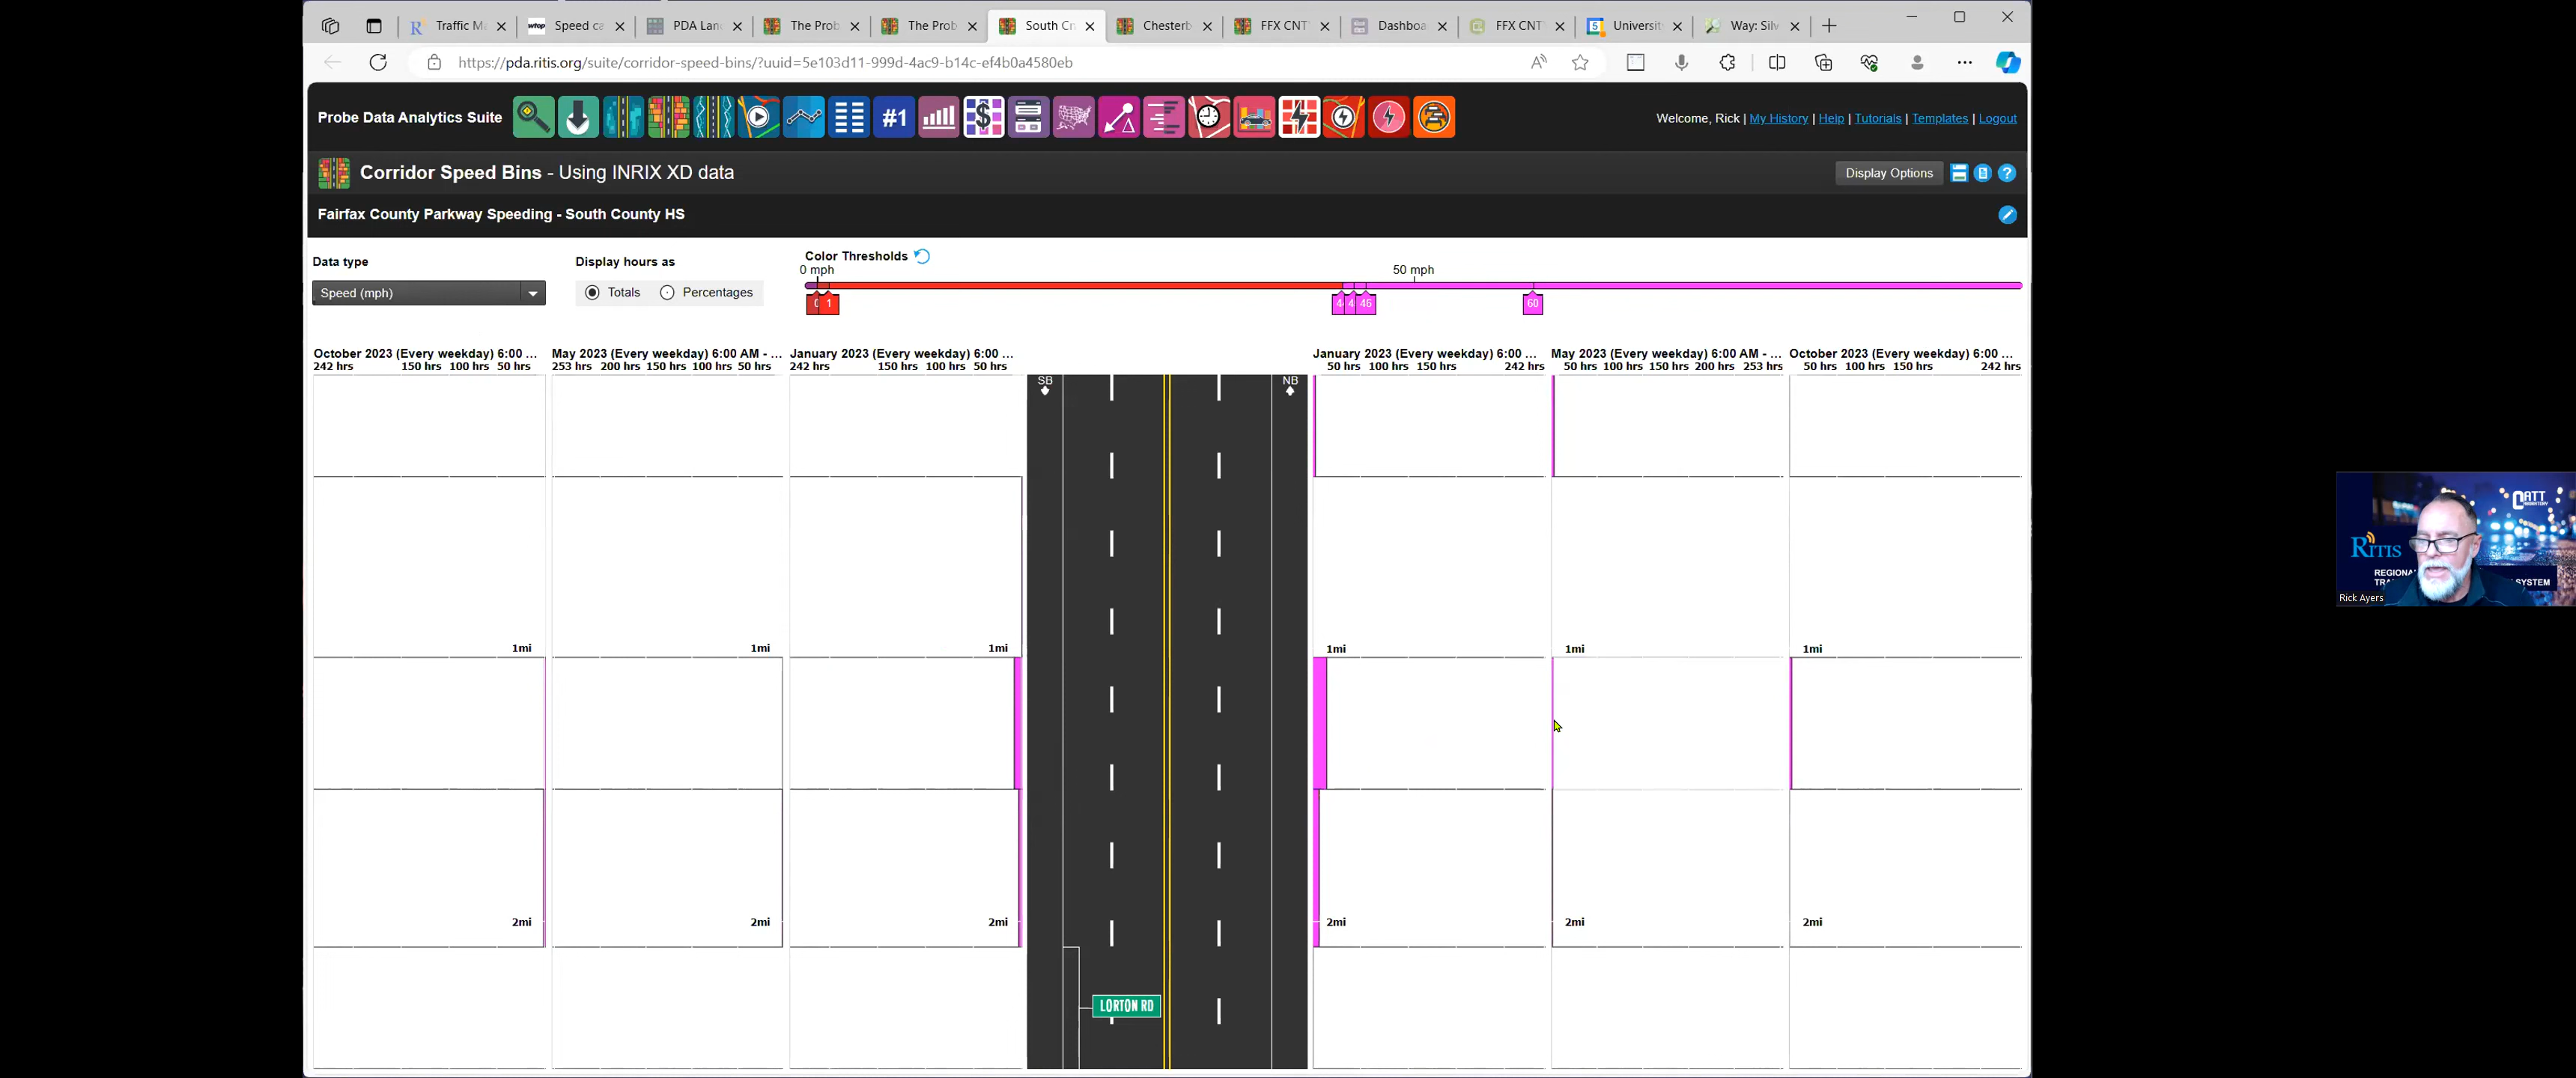 Traffic Ma
wtop Speed ca
PDA Lan
The Prob
The Prob
South Cr
Chesterb
FFX CNT
Dashboa
FFX CNT
Universit
Way: Silv
https://pda.ritis.org/suite/corridor-speed-bins/?uuid=5e103d11-999d-4ac9-b14c-ef4b0a4580eb
Probe Data Analytics Suite
#1
Welcome, Rick | My History | Help | Tutorials | Templates | Logout
Corridor Speed Bins - Using INRIX XD data
Display Options
Fairfax County Parkway Speeding - South County HS
Data type
Speed (mph)
Display hours as
Totals Percentages
Color Thresholds
0 mph 50 mph
1 46 60
October 2023 (Every weekday) 6:00 ...
242 hrs 150 hrs 100 hrs 50 hrs
May 2023 (Every weekday) 6:00 AM - ...
253 hrs 200 hrs 150 hrs 100 hrs 50 hrs
January 2023 (Every weekday) 6:00 ...
242 hrs 150 hrs 100 hrs 50 hrs
January 2023 (Every weekday) 6:00 ...
50 hrs 100 hrs 150 hrs 242 hrs
May 2023 (Every weekday) 6:00 AM - ...
50 hrs 100 hrs 150 hrs 200 hrs 253 hrs
October 2023 (Every weekday) 6:00 ...
50 hrs 100 hrs 150 hrs 242 hrs
SB NB
1mi 1mi 1mi 1mi 1mi 1mi
2mi 2mi 2mi 2mi 2mi 2mi
LORTON RD
CATT
LABORATORY
RITIS
REGIONA
TRA SYSTEM
Rick Ayers